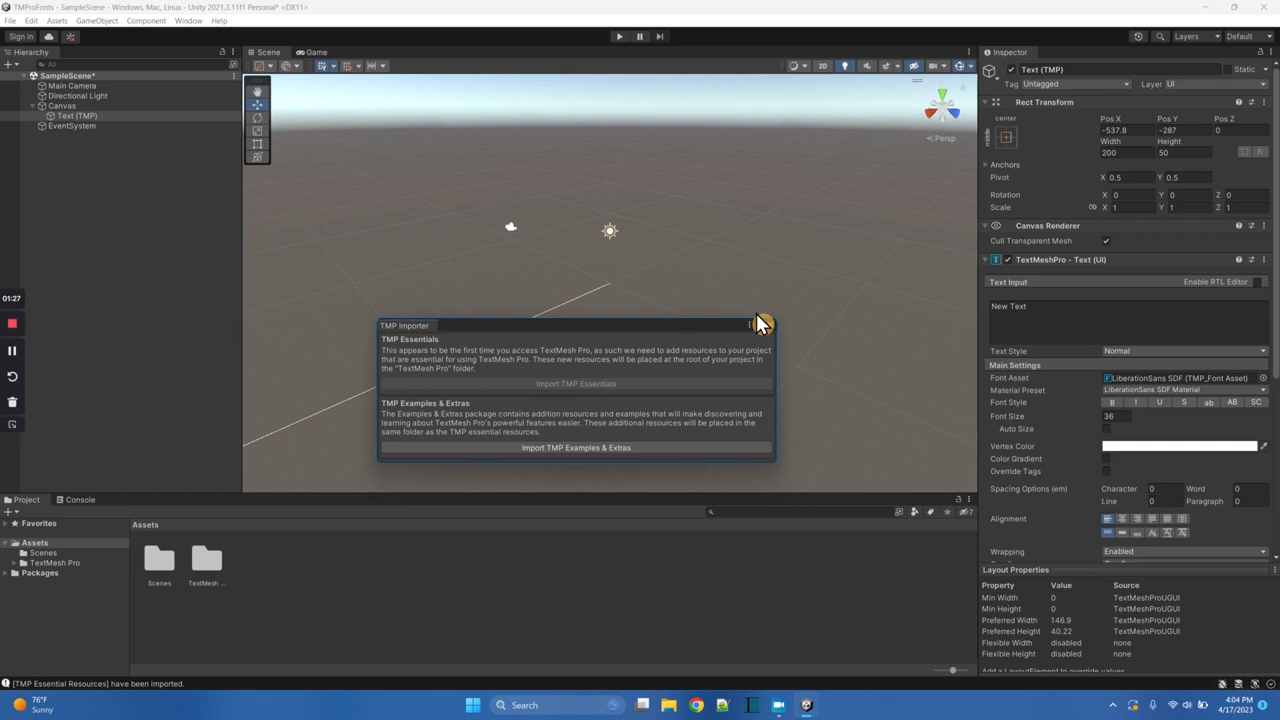 TMProFonts - SampleScene - Windows, Mac, Linux - Unity 2021.3.11f1 Personal* <DX11>
File Edit Assets GameObject Component Window Help
Sign in
Layers
Default
Hierarchy
All
SampleScene*
Main Camera
Directional Light
Canvas
Text (TMP)
EventSystem
01:27
Scene Game
2D
Persp
TMP Importer
TMP Essentials
This appears to be the first time you access TextMesh Pro, as such we need to add resources to your project
that are essential for using TextMesh Pro. These new resources will be placed at the root of your project in
the "TextMesh Pro" folder.
Import TMP Essentials
TMP Examples & Extras
The Examples & Extras package contains addition resources and examples that will make discovering and
learning about TextMesh Pro's powerful features easier. These additional resources will be placed in the
same folder as the TMP essential resources.
Import TMP Examples & Extras
Inspector
Text (TMP)
Static
Tag Untagged Layer UI
Rect Transform
center
middle
Pos X Pos Y Pos Z
-537.8 -287 0
Width Height
200 50
R
Anchors
Pivot X 0.5 Y 0.5
Rotation X 0 Y 0 Z 0
Scale X 1 Y 1 Z 1
Canvas Renderer
Cull Transparent Mesh
TextMeshPro - Text (UI)
Text Input Enable RTL Editor
New Text
Text Style Normal
Main Settings
Font Asset LiberationSans SDF (TMP_Font Asset)
Material Preset LiberationSans SDF Material
Font Style B I U S ab AB SC
Font Size 36
Auto Size
Vertex Color
Color Gradient
Override Tags
Spacing Options (em) Character 0 Word 0
Line 0 Paragraph 0
Alignment
Wrapping Enabled
Layout Properties
Property Value Source
Min Width 0 TextMeshProUGUI
Min Height 0 TextMeshProUGUI
Preferred Width 146.9 TextMeshProUGUI
Preferred Height 40.22 TextMeshProUGUI
Flexible Width disabled none
Flexible Height disabled none
Add a LayoutElement to override values
Project Console
7
Favorites
Assets
Scenes
TextMesh Pro
Packages
Assets
Scenes
TextMesh ...
[TMP Essential Resources] have been imported.
76°F
Sunny
Search
4:04 PM
4/17/2023